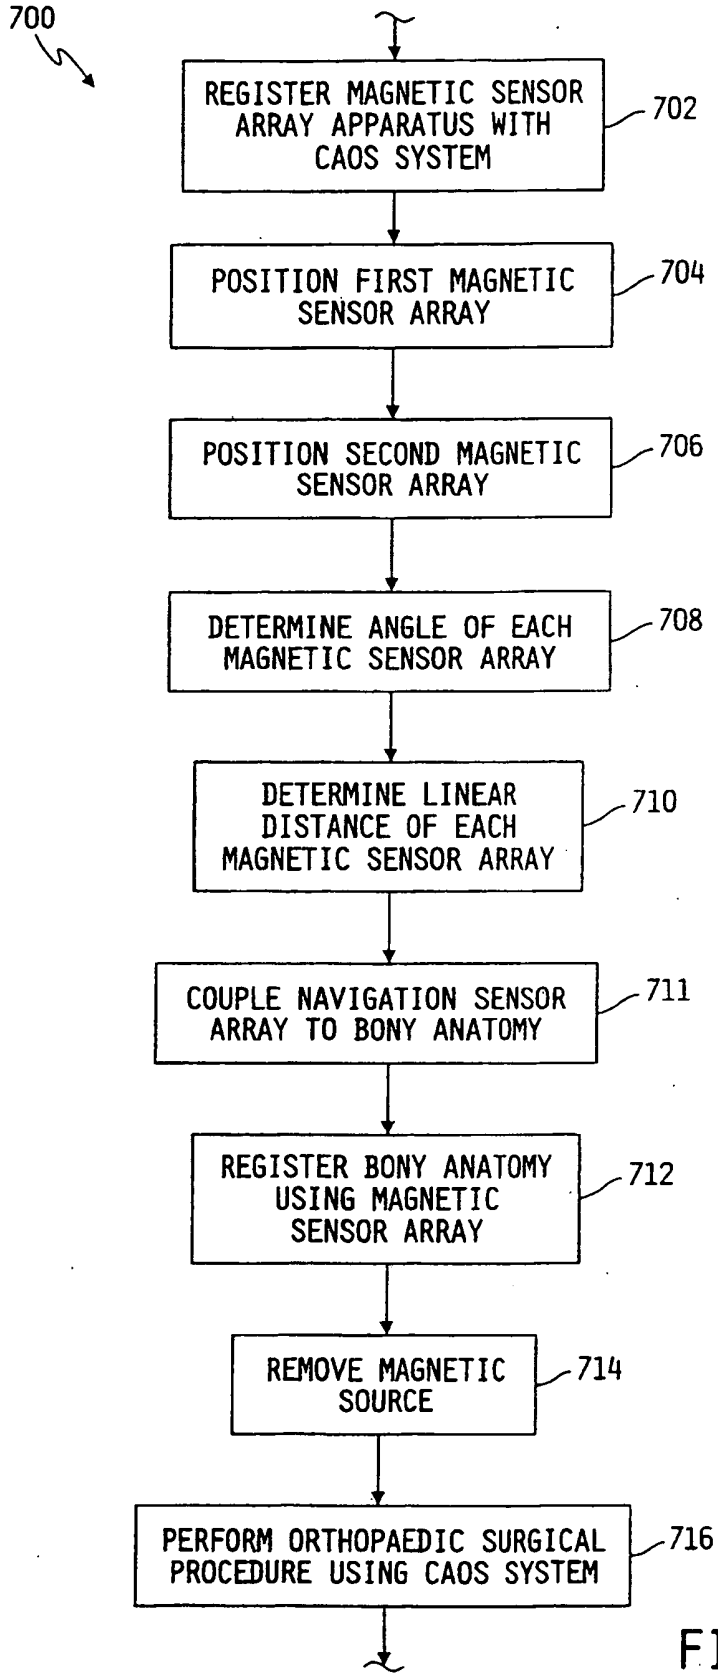 700
REGISTER MAGNETIC SENSOR
ARRAY APPARATUS WITH
CAOS SYSTEM
702
POSITION FIRST MAGNETIC
SENSOR ARRAY
704
POSITION SECOND MAGNETIC
SENSOR ARRAY
706
DETERMINE ANGLE OF EACH
MAGNETIC SENSOR ARRAY
708
DETERMINE LINEAR
DISTANCE OF EACH
MAGNETIC SENSOR ARRAY
710
COUPLE NAVIGATION SENSOR
ARRAY TO BONY ANATOMY
711
REGISTER BONY ANATOMY
USING MAGNETIC
SENSOR ARRAY
712
REMOVE MAGNETIC
SOURCE
714
PERFORM ORTHOPAEDIC SURGICAL
PROCEDURE USING CAOS SYSTEM
716